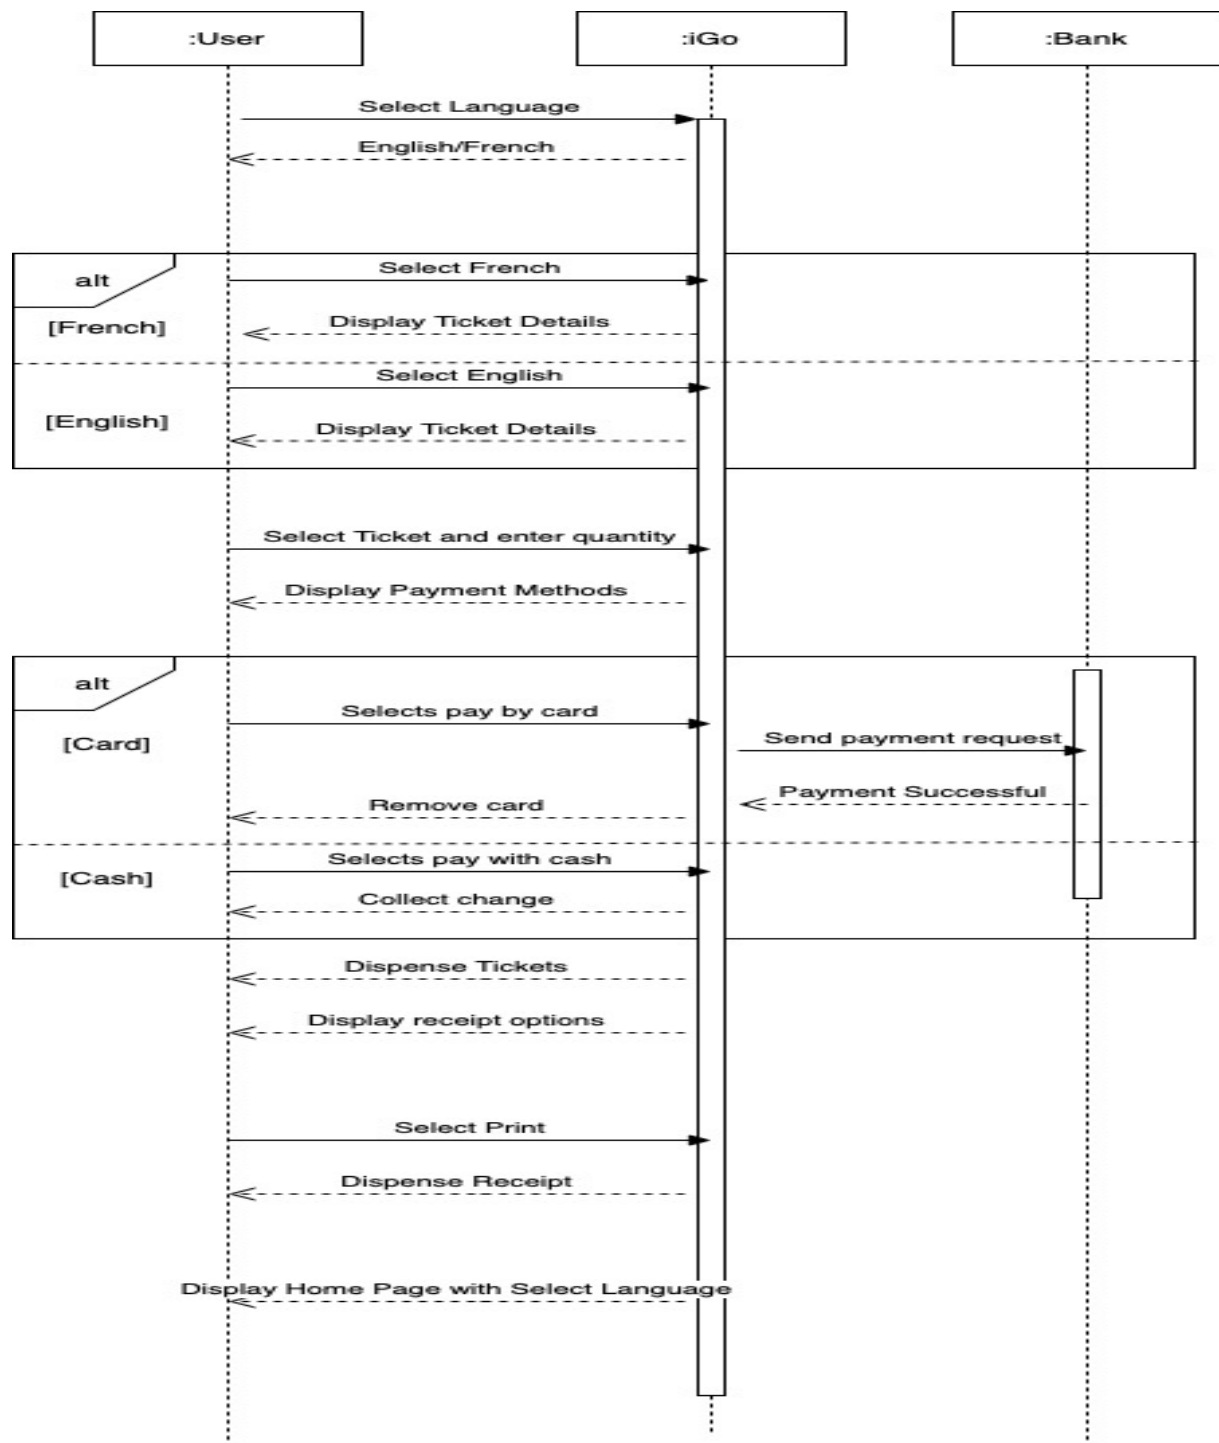 :User
:iGo
:Bank
Select Language
English/French
alt
Select French
[French]
Display Ticket Details
Select English
[English]
Display Ticket Details
Select Ticket and enter quantity
Display Payment Methods
alt
Selects pay by card
[Card]
Send payment request
Payment Successful
Remove card
Selects pay with cash
[Cash]
Collect change
Dispense Tickets
Display receipt options
Select Print
Dispense Receipt
Display Home Page with Select Language